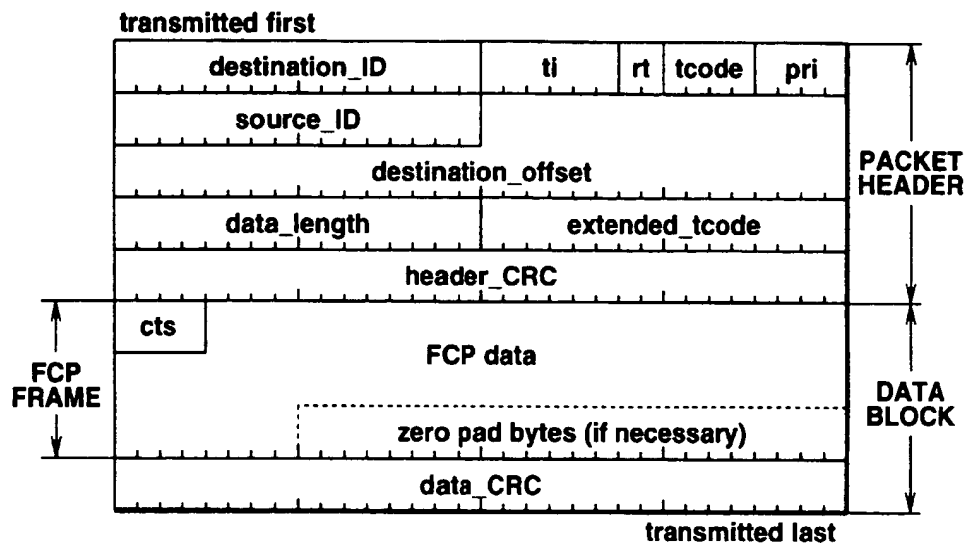 transmitted first
destination_ID ti rt tcode pri
source_ID
destination_offset
PACKET
HEADER
data_length extended_tcode
header_CRC
cts
FCP data
FCP
FRAME
DATA
BLOCK
zero pad bytes (if necessary)
data_CRC
transmitted last